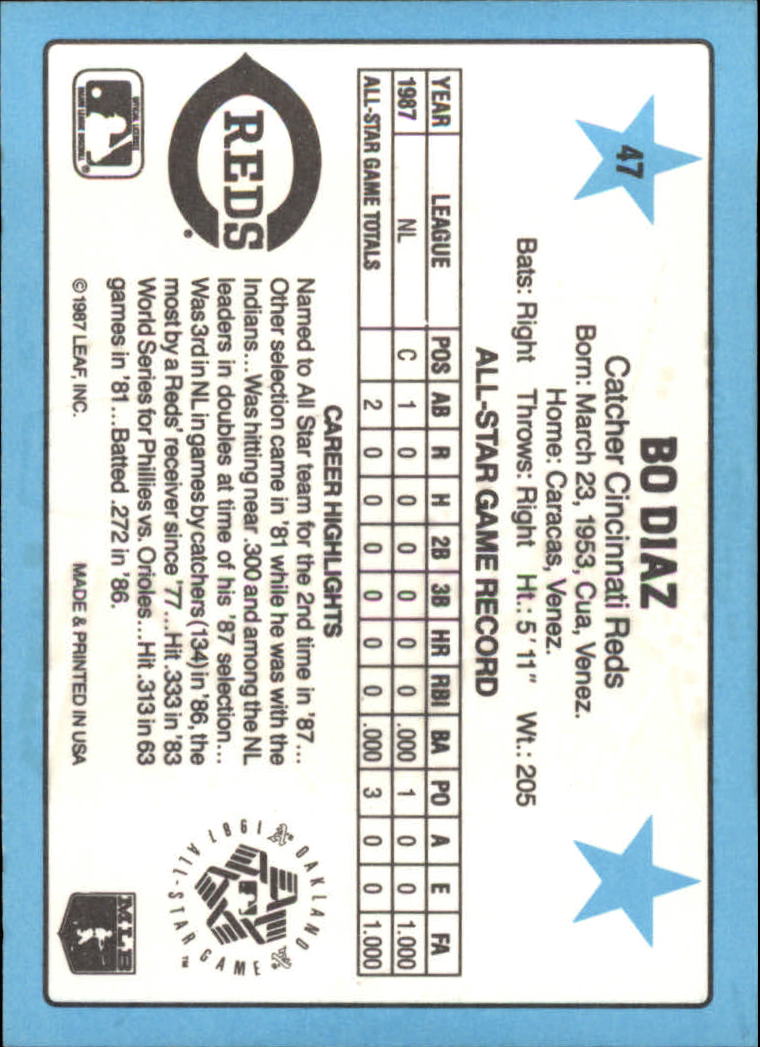 47
BO DIAZ
Catcher Cincinnati Reds
Born: March 23, 1953, Cua, Venez.
Home: Caracas, Venez.
Bats: Right Throws: Right Ht.: 5'11" Wt.: 205
ALL-STAR GAME RECORD
YEAR LEAGUE POS AB R H 2B 3B HR RBI BA PO A E FA
1987 NL C 1 0 0 0 0 0 0 .000 1 0 0 1.000
ALL-STAR GAME TOTALS 2 0 0 0 0 0 0 .000 3 0 0 1.000
REDS
®
CAREER HIGHLIGHTS
Named to All Star team for the 2nd time in '87...
Other selection came in '81 while he was with the
Indians...Was hitting near .300 and among the NL
leaders in doubles at time of his '87 selection...
Was 3rd in NL in games by catchers (134) in '86, the
most by a Reds' receiver since '77...Hit .333 in '83
World Series for Phillies vs. Orioles...Hit .313 in 63
games in '81...Batted .272 in '86.
OAKLAND
1987 ALL-STAR GAME™
OFFICIAL LICENSEE
MAJOR LEAGUE BASEBALL
®
© 1987 LEAF, INC. MADE & PRINTED IN USA
MLB